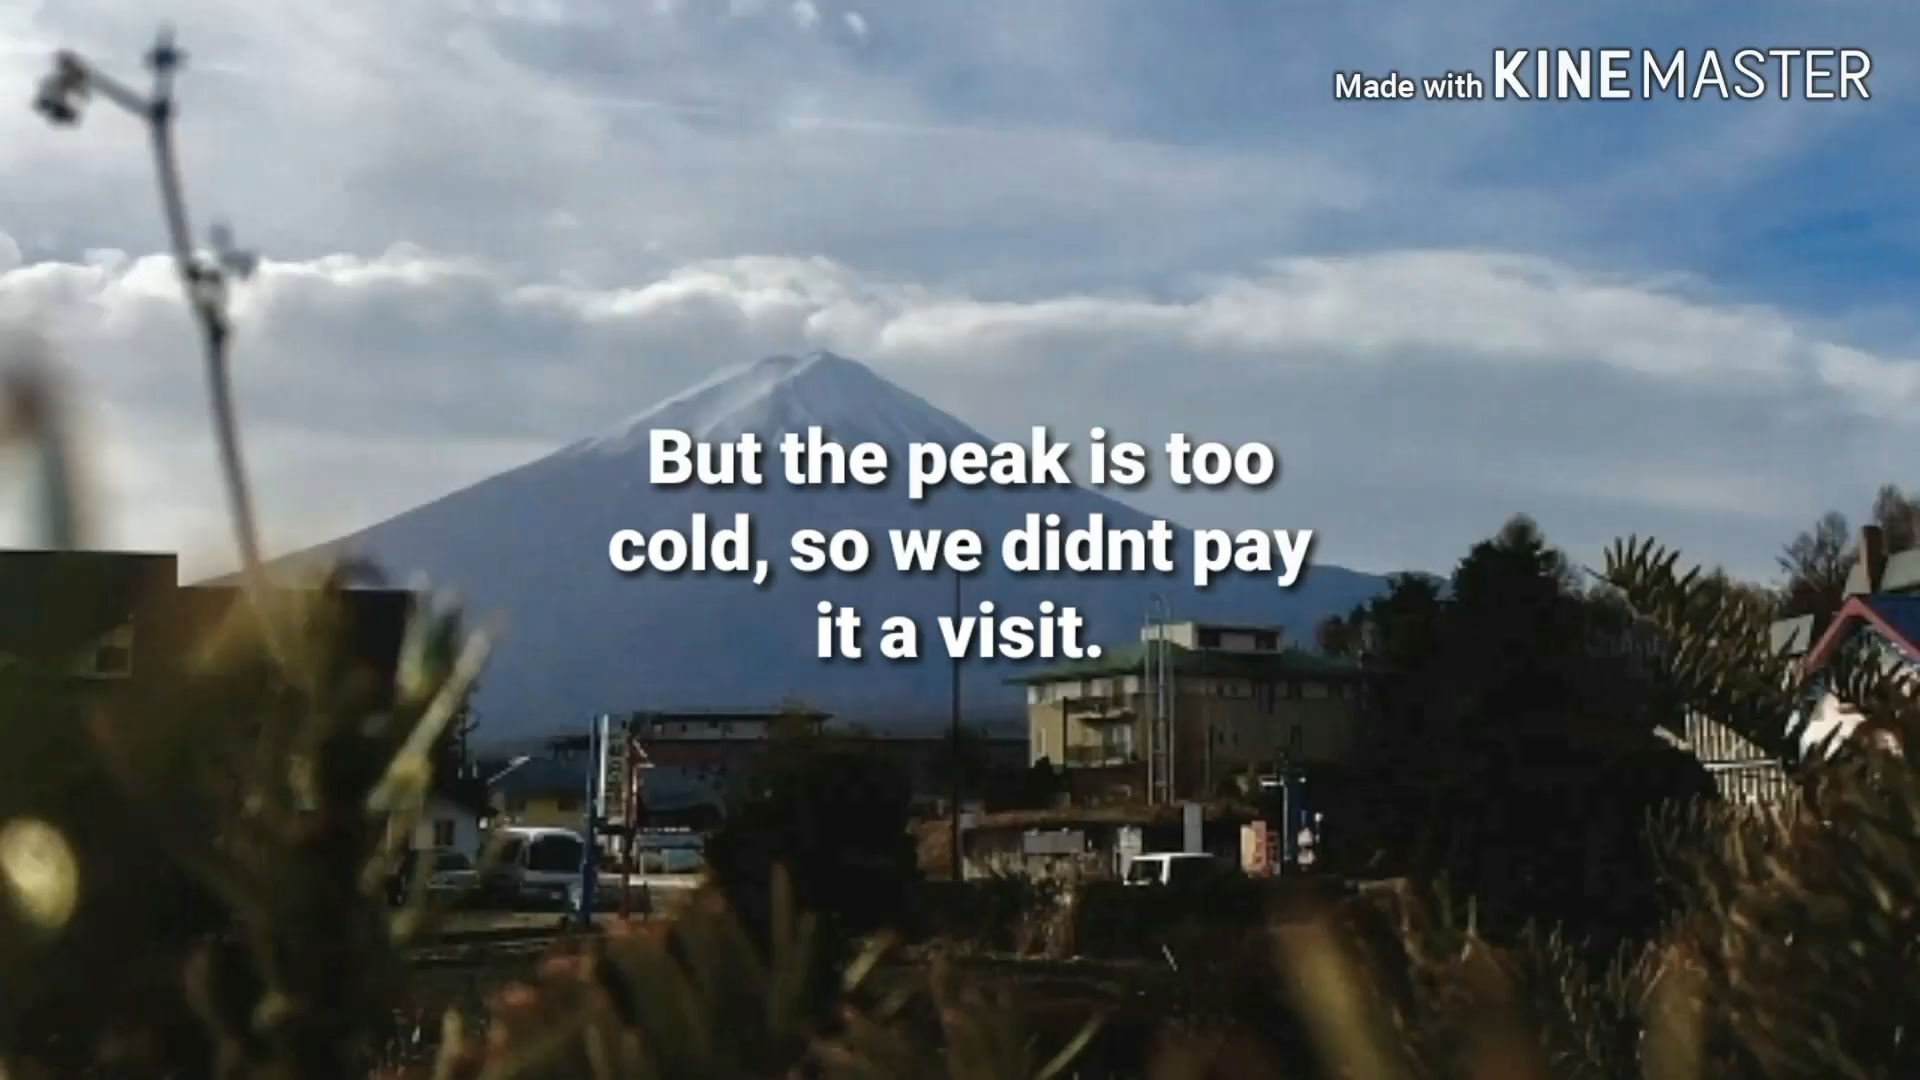 Made with KINEMASTER
But the peak is too
cold, so we didnt pay
it a visit.